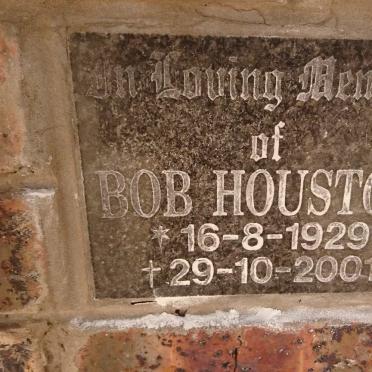 In Loving Mem
of
BOB HOUSTO
* 16-8-1929
† 29-10-2001